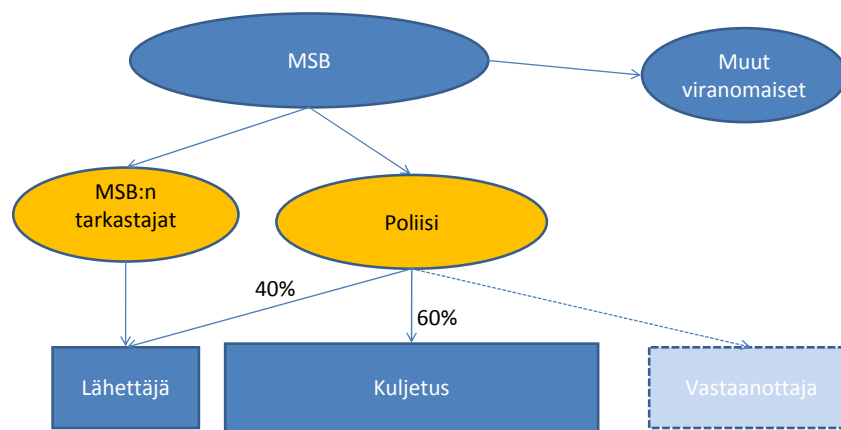 MSB
Muut
viranomaiset
MSB:n
tarkastajat
Poliisi
40%
60%
Lähettäjä
Kuljetus
Vastaanottaja